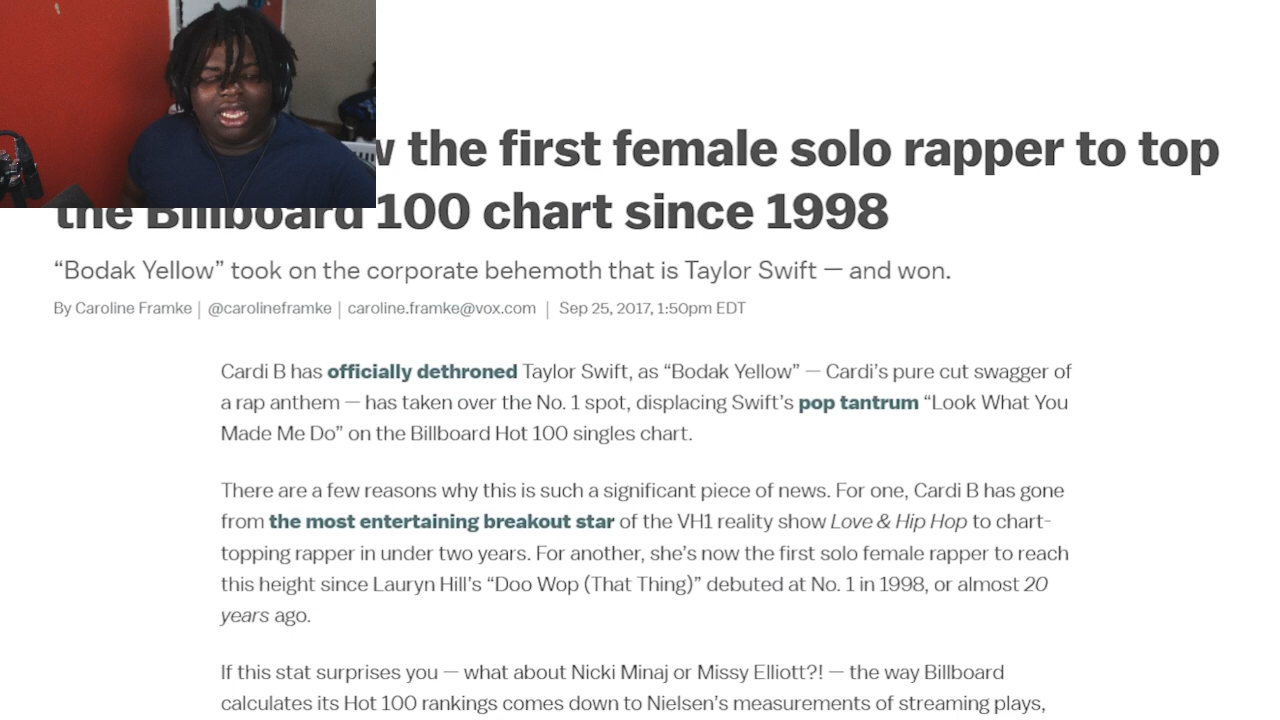 the first female solo rapper to top
the Billboard 100 chart since 1998
“Bodak Yellow” took on the corporate behemoth that is Taylor Swift — and won.
By Caroline Framke | @carolineframke | caroline.framke@vox.com | Sep 25, 2017, 1:50pm EDT
Cardi B has officially dethroned Taylor Swift, as “Bodak Yellow” — Cardi’s pure cut swagger of
a rap anthem — has taken over the No. 1 spot, displacing Swift’s pop tantrum “Look What You
Made Me Do” on the Billboard Hot 100 singles chart.
There are a few reasons why this is such a significant piece of news. For one, Cardi B has gone
from the most entertaining breakout star of the VH1 reality show Love & Hip Hop to chart-
topping rapper in under two years. For another, she’s now the first solo female rapper to reach
this height since Lauryn Hill’s “Doo Wop (That Thing)” debuted at No. 1 in 1998, or almost 20
years ago.
If this stat surprises you — what about Nicki Minaj or Missy Elliott?! — the way Billboard
calculates its Hot 100 rankings comes down to Nielsen’s measurements of streaming plays,